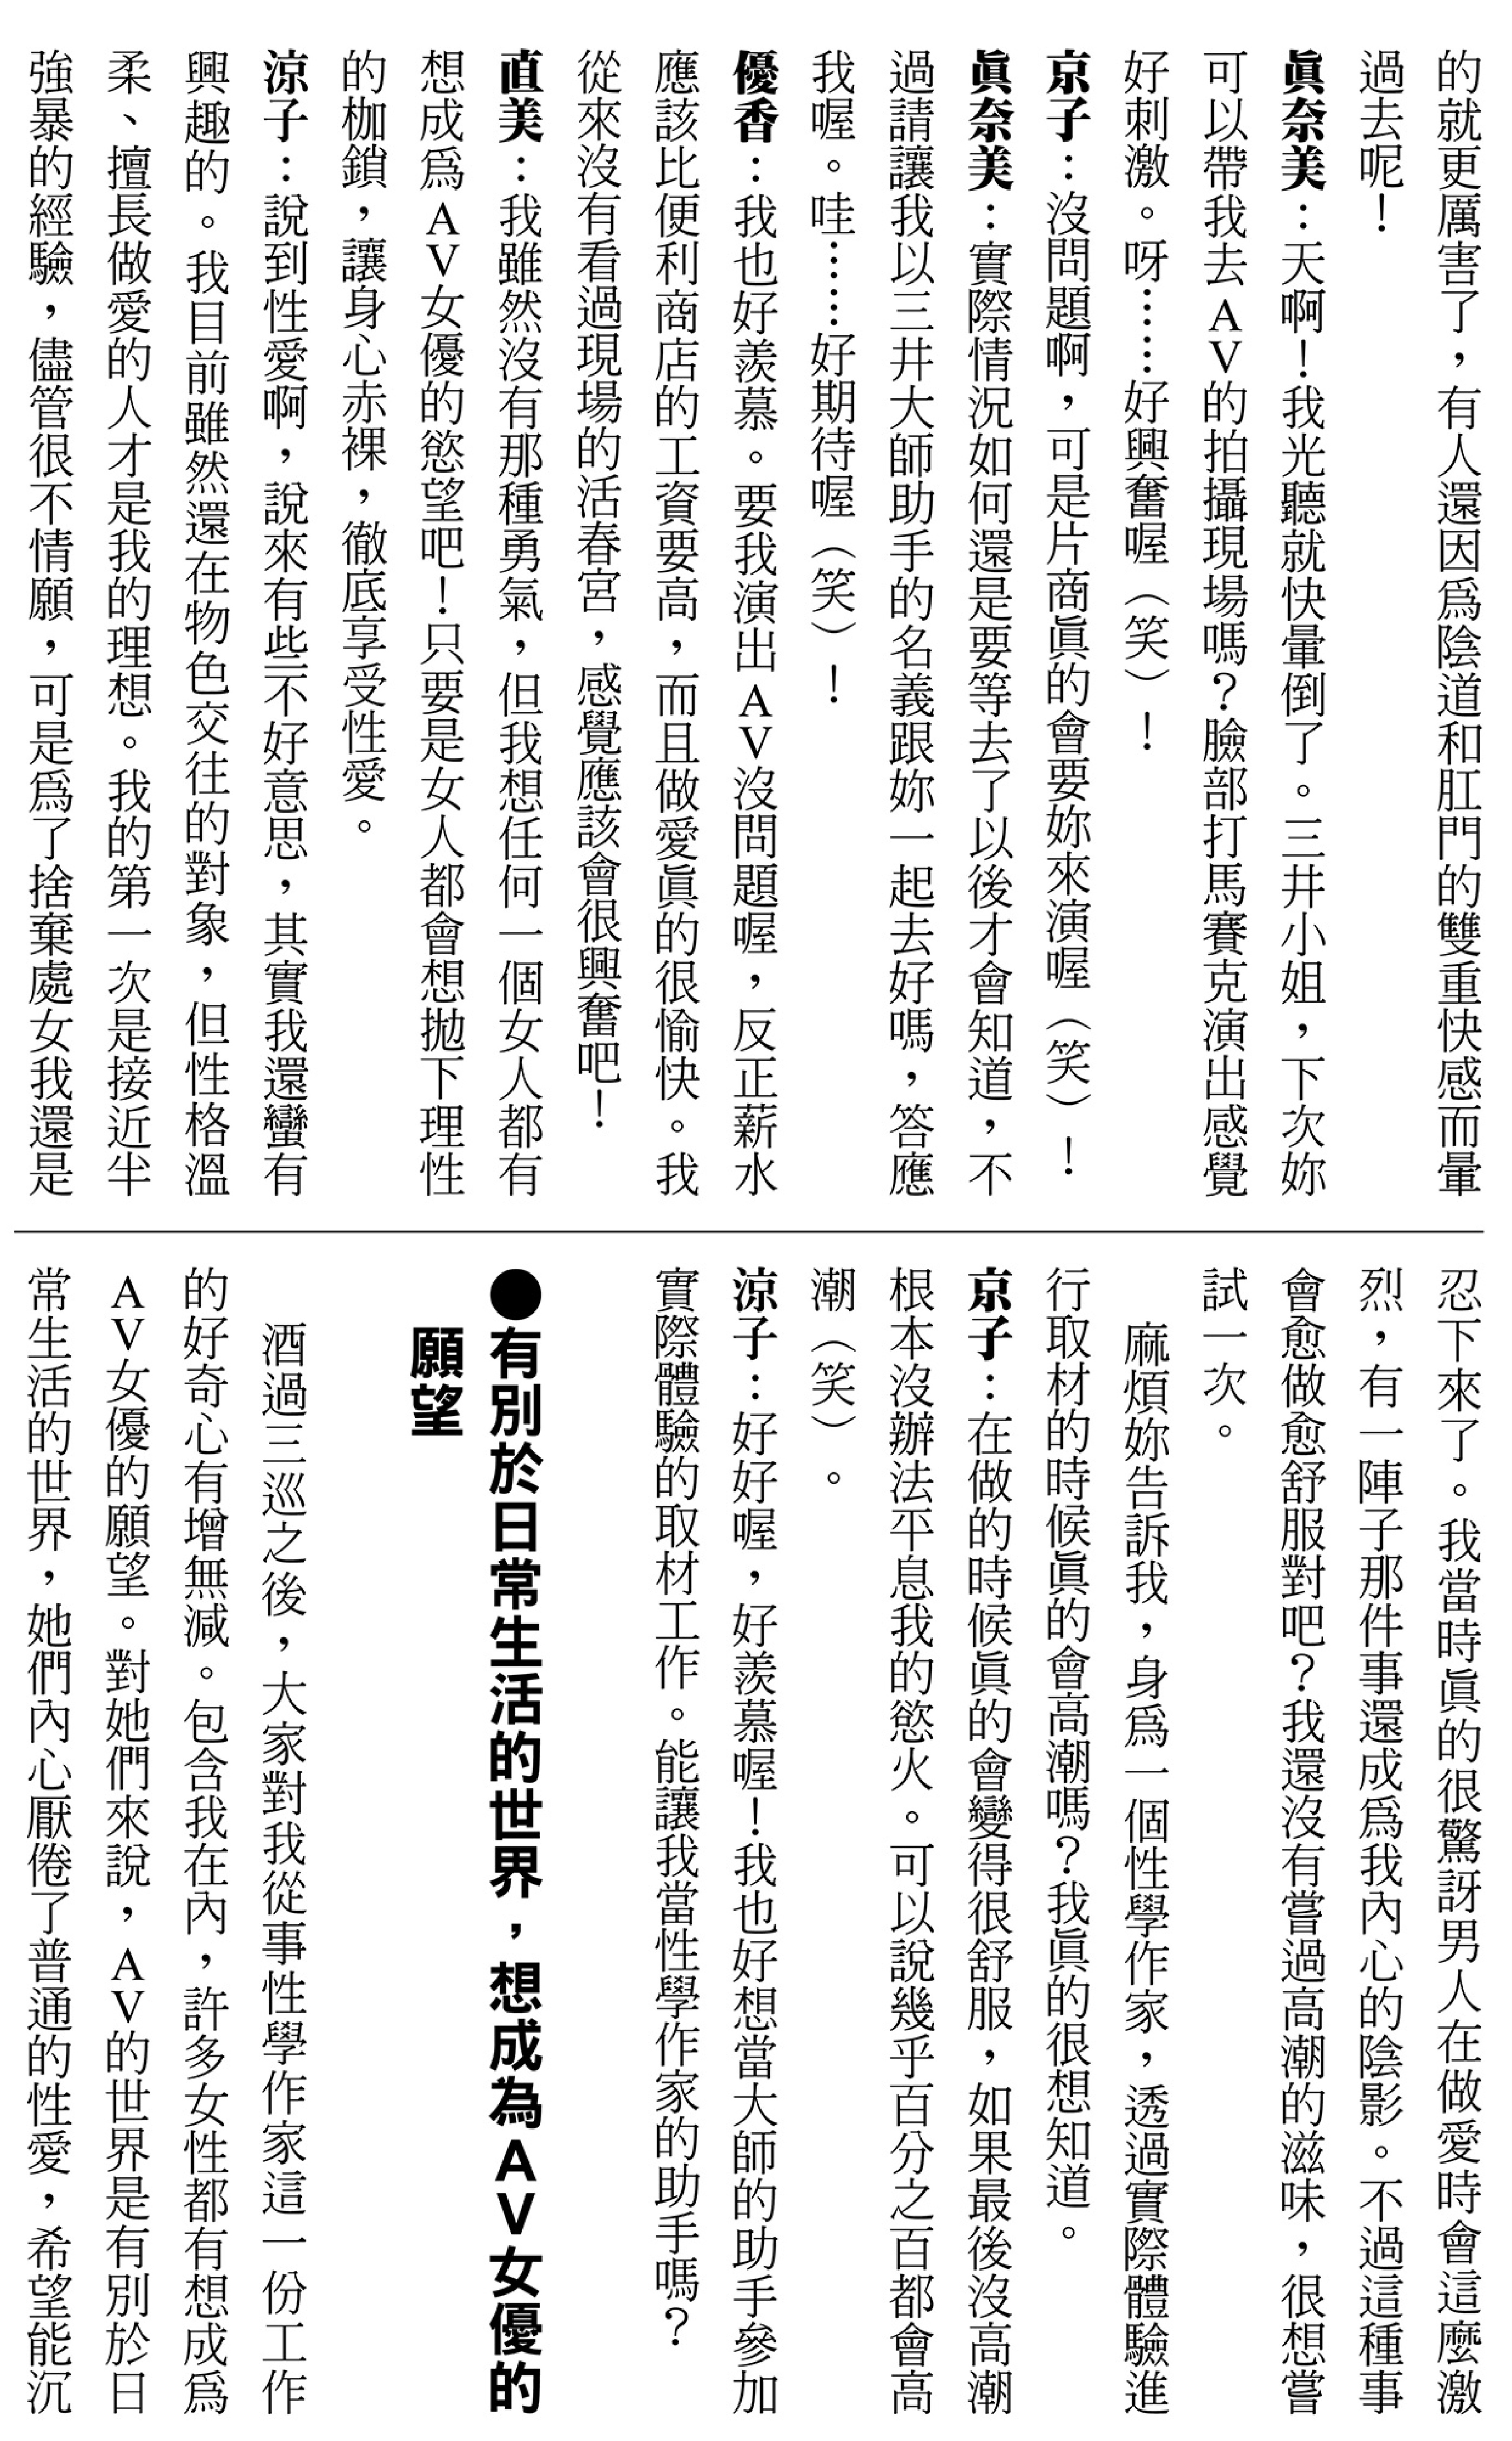 的就更厲害了，有人還因爲陰道和肛門的雙重快感而暈
過去呢！
眞奈美：天啊！我光聽就快暈倒了。三井小姐，下次妳
可以帶我去AV的拍攝現場嗎？臉部打馬賽克演出感覺
好刺激。呀……好興奮喔（笑）！
京子：沒問題啊，可是片商眞的會要妳來演喔（笑）！
眞奈美：實際情況如何還是要等去了以後才會知道，不
過請讓我以三井大師助手的名義跟妳一起去好嗎，答應
我喔。哇……好期待喔（笑）！
優香：我也好羨慕。要我演出AV沒問題喔，反正薪水
應該比便利商店的工資要高，而且做愛眞的很愉快。我
從來沒有看過現場的活春宮，感覺應該會很興奮吧！
直美：我雖然沒有那種勇氣，但我想任何一個女人都有
想成爲AV女優的慾望吧！只要是女人都會想拋下理性
的枷鎖，讓身心赤裸，徹底享受性愛。
涼子：說到性愛啊，說來有些不好意思，其實我還蠻有
興趣的。我目前雖然還在物色交往的對象，但性格溫
柔、擅長做愛的人才是我的理想。我的第一次是接近半
強暴的經驗，儘管很不情願，可是爲了捨棄處女我還是
忍下來了。我當時眞的很驚訝男人在做愛時會這麼激
烈，有一陣子那件事還成爲我內心的陰影。不過這種事
會愈做愈舒服對吧？我還沒有嘗過高潮的滋味，很想嘗
試一次。
麻煩妳告訴我，身爲一個性學作家，透過實際體驗進
行取材的時候眞的會高潮嗎？我眞的很想知道。
京子：在做的時候眞的會變得很舒服，如果最後沒高潮
根本沒辦法平息我的慾火。可以說幾乎百分之百都會高
潮（笑）。
涼子：好好喔，好羨慕喔！我也好想當大師的助手參加
實際體驗的取材工作。能讓我當性學作家的助手嗎？
●有別於日常生活的世界，想成為AV女優的
願望
酒過三巡之後，大家對我從事性學作家這一份工作
的好奇心有增無減。包含我在內，許多女性都有想成爲
AV女優的願望。對她們來說，AV的世界是有別於日
常生活的世界，她們內心厭倦了普通的性愛，希望能沉